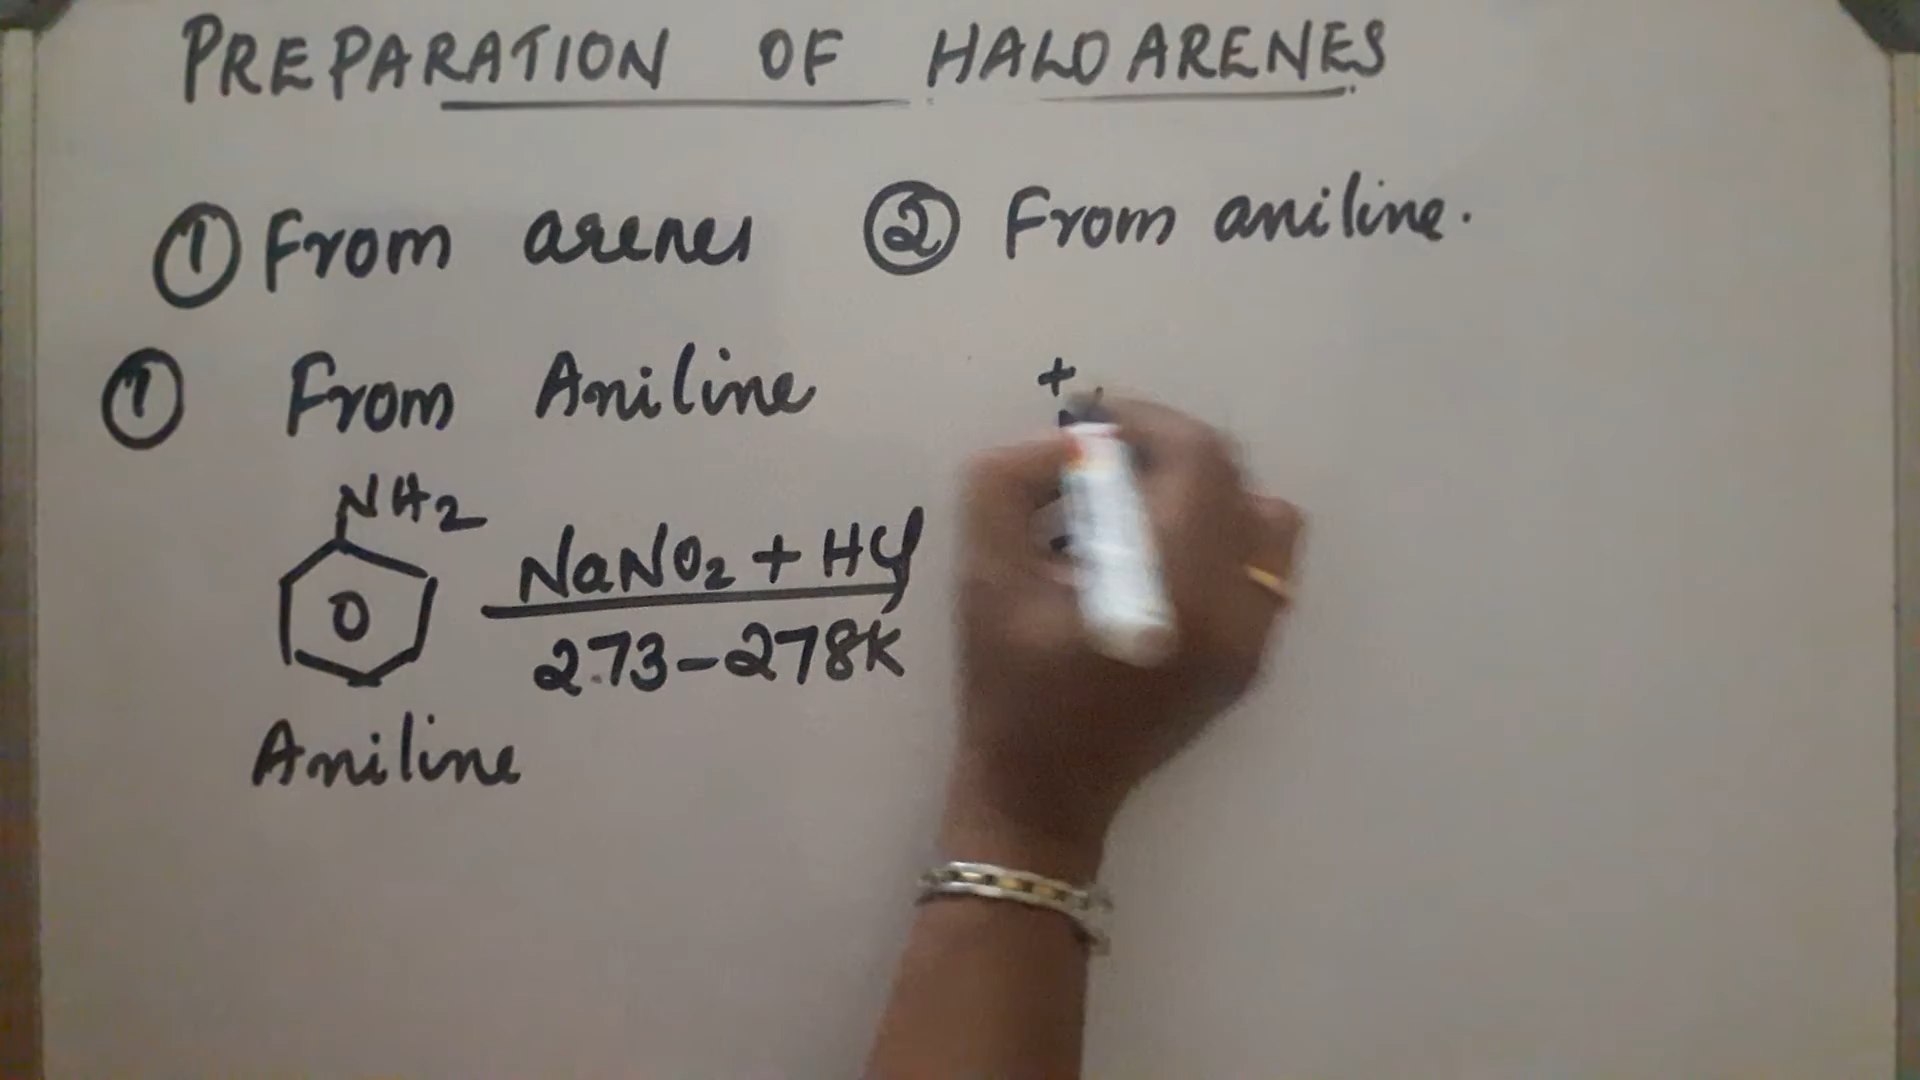 PREPARATION OF HALOARENES
① From arenes ② From aniline.
① From Aniline
+
NH2
NaNO2 + HCl
273-278K
Aniline